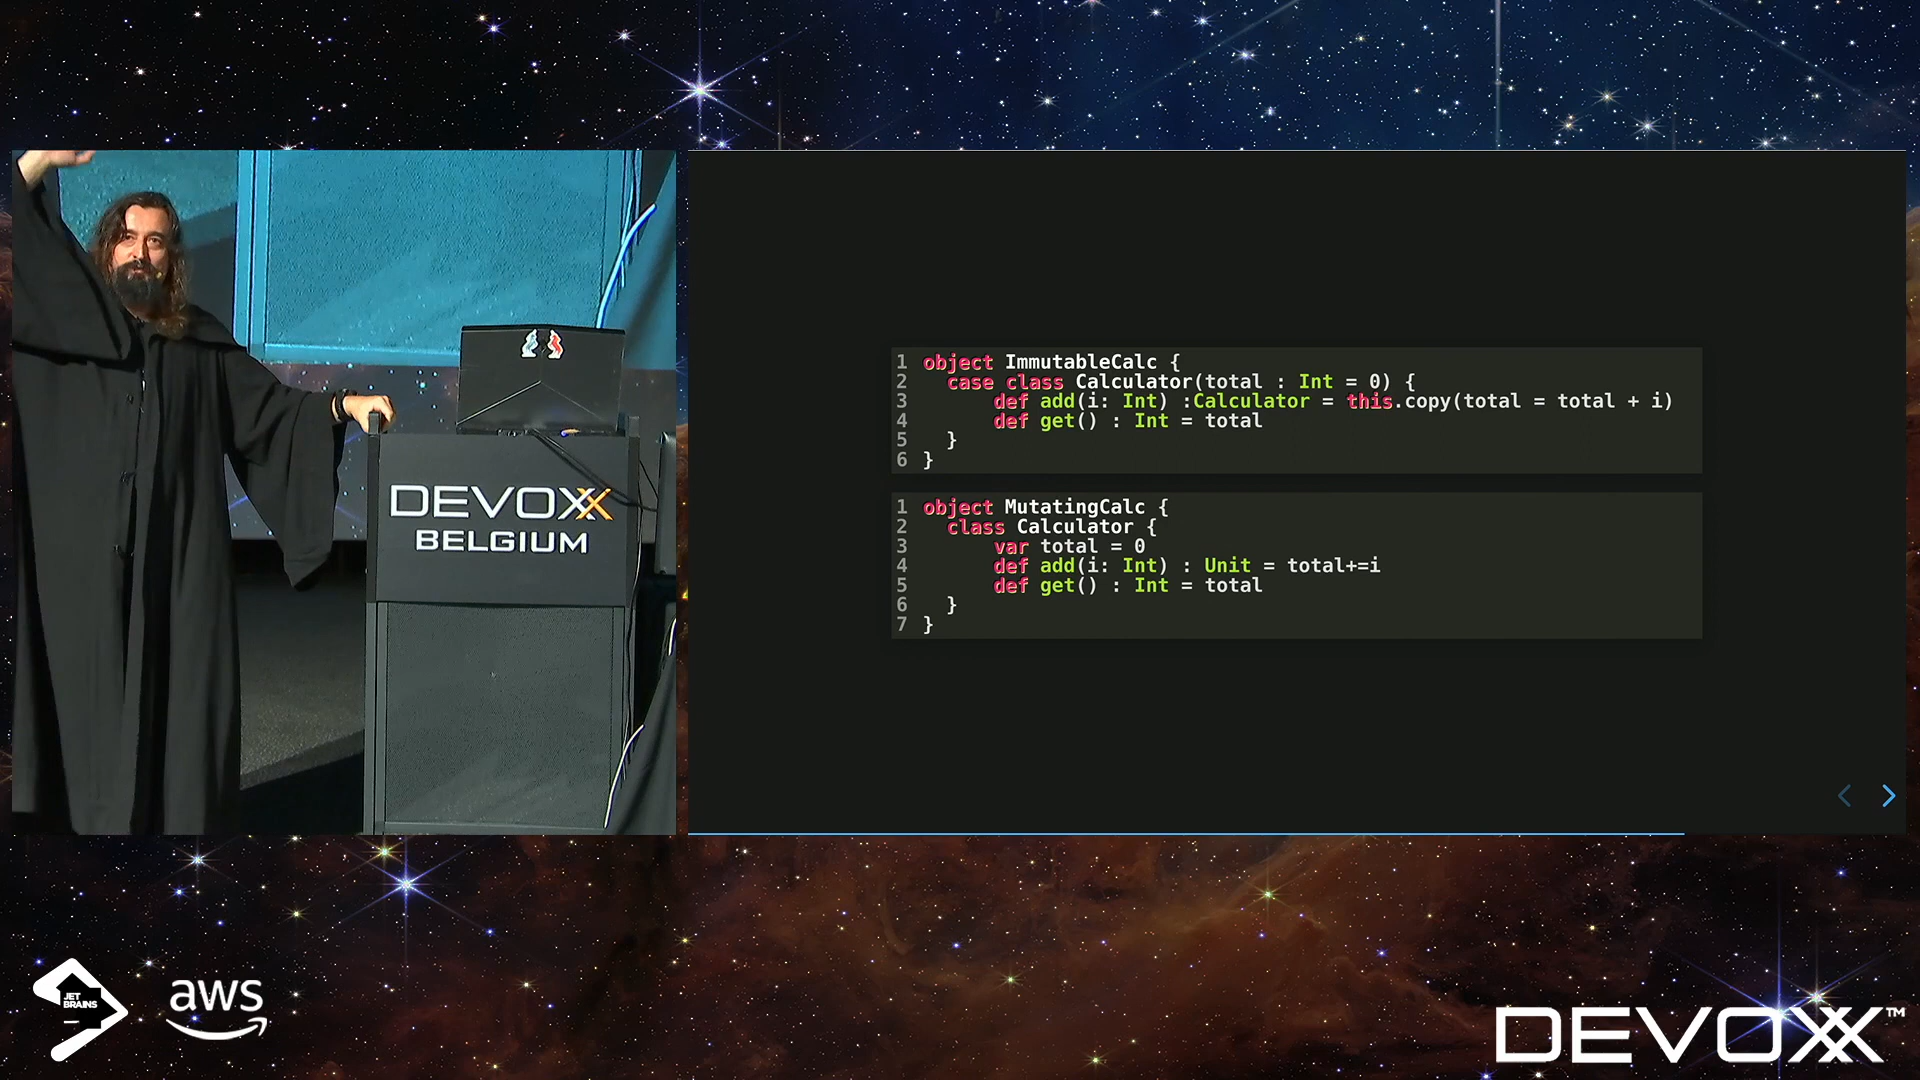 DEVOXX
BELGIUM
1 object ImmutableCalc {
2   case class Calculator(total : Int = 0) {
3       def add(i: Int) :Calculator = this.copy(total = total + i)
4       def get() : Int = total
5   }
6 }
1 object MutatingCalc {
2   class Calculator {
3       var total = 0
4       def add(i: Int) : Unit = total+=i
5       def get() : Int = total
6   }
7 }
JET
BRAINS
aws
DEVOXX™